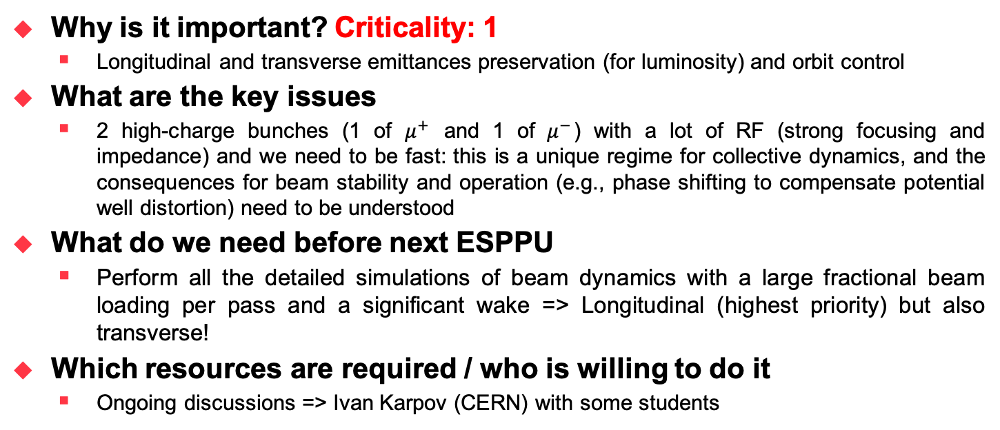 Why is it important? Criticality: 1
Longitudinal and transverse emittances preservation (for luminosity) and orbit control
What are the key issues
2 high-charge bunches (1 of μ⁺ and 1 of μ⁻) with a lot of RF (strong focusing and
impedance) and we need to be fast: this is a unique regime for collective dynamics, and the
consequences for beam stability and operation (e.g., phase shifting to compensate potential
well distortion) need to be understood
What do we need before next ESPPU
Perform all the detailed simulations of beam dynamics with a large fractional beam
loading per pass and a significant wake => Longitudinal (highest priority) but also
transverse!
Which resources are required / who is willing to do it
Ongoing discussions => Ivan Karpov (CERN) with some students